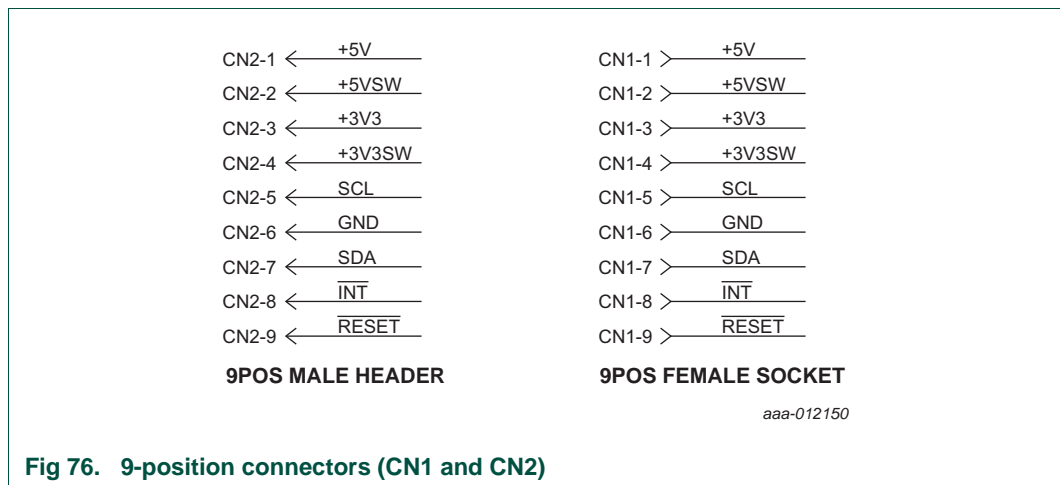 CN2-1 +5V CN1-1 +5V
CN2-2 +5VSW CN1-2 +5VSW
CN2-3 +3V3 CN1-3 +3V3
CN2-4 +3V3SW CN1-4 +3V3SW
CN2-5 SCL CN1-5 SCL
CN2-6 GND CN1-6 GND
CN2-7 SDA CN1-7 SDA
CN2-8 INT CN1-8 INT
CN2-9 RESET CN1-9 RESET
9POS MALE HEADER 9POS FEMALE SOCKET
aaa-012150
Fig 76. 9-position connectors (CN1 and CN2)